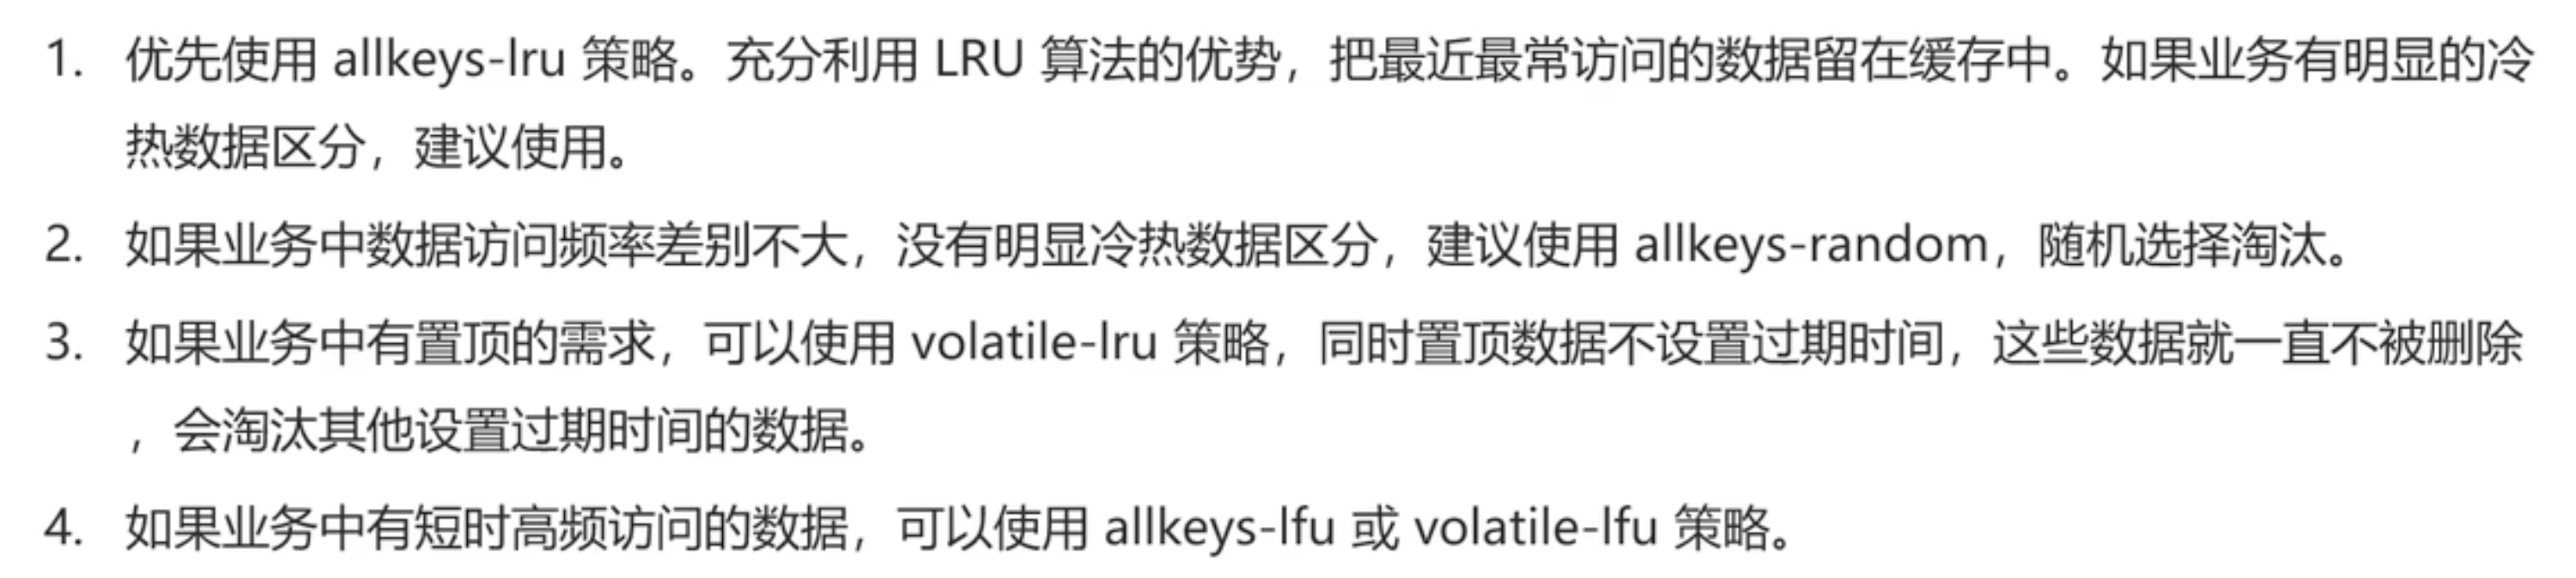 1. 优先使用 allkeys-lru 策略。充分利用 LRU 算法的优势，把最近最常访问的数据留在缓存中。如果业务有明显的冷
热数据区分，建议使用。
2. 如果业务中数据访问频率差别不大，没有明显冷热数据区分，建议使用 allkeys-random，随机选择淘汰。
3. 如果业务中有置顶的需求，可以使用 volatile-lru 策略，同时置顶数据不设置过期时间，这些数据就一直不被删除
，会淘汰其他设置过期时间的数据。
4. 如果业务中有短时高频访问的数据，可以使用 allkeys-lfu 或 volatile-lfu 策略。